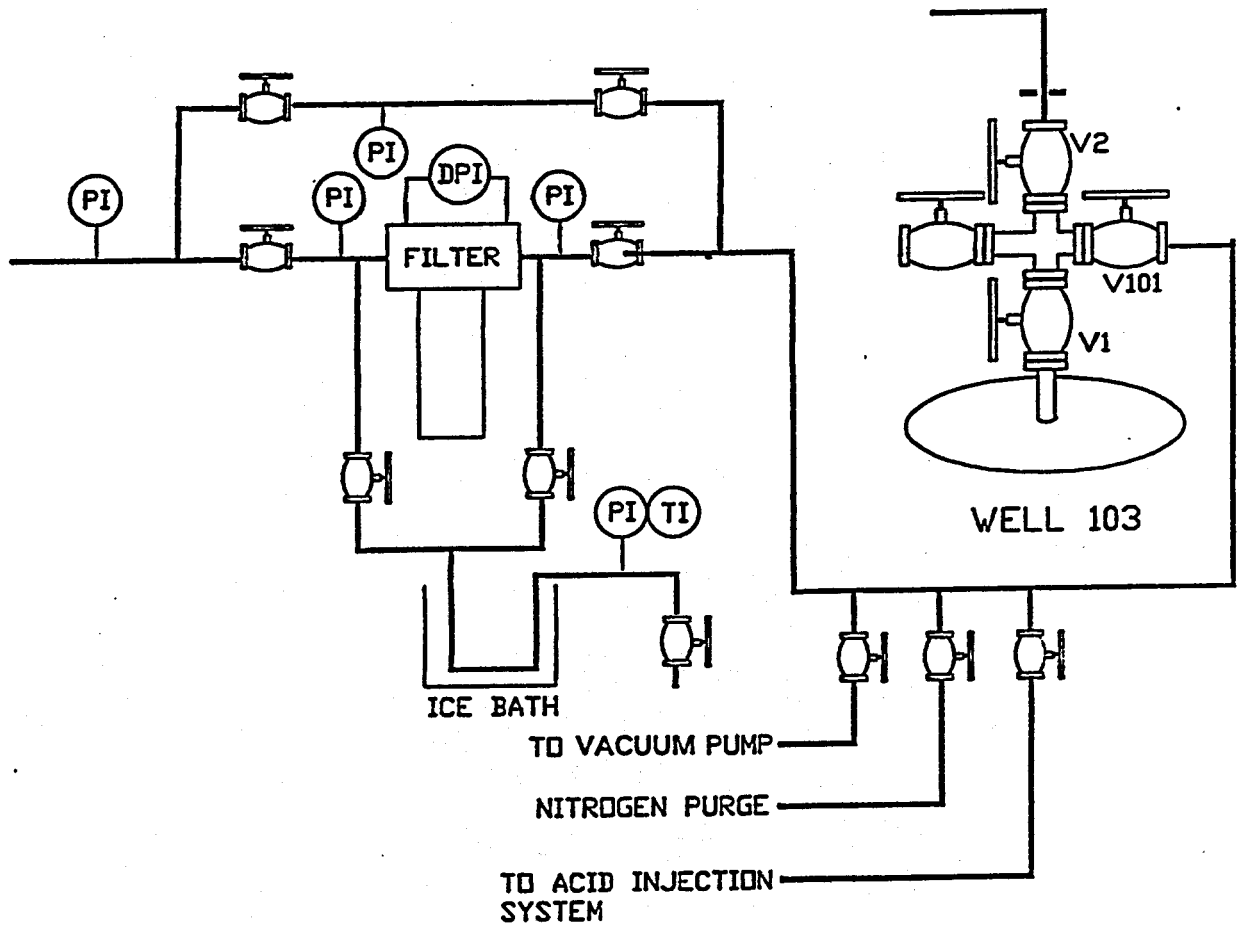 V2
PI
DPI
PI
PI
PI
FILTER
V101
V1
PI TI
WELL 103
ICE BATH
TO VACUUM PUMP
NITROGEN PURGE
TO ACID INJECTION
SYSTEM